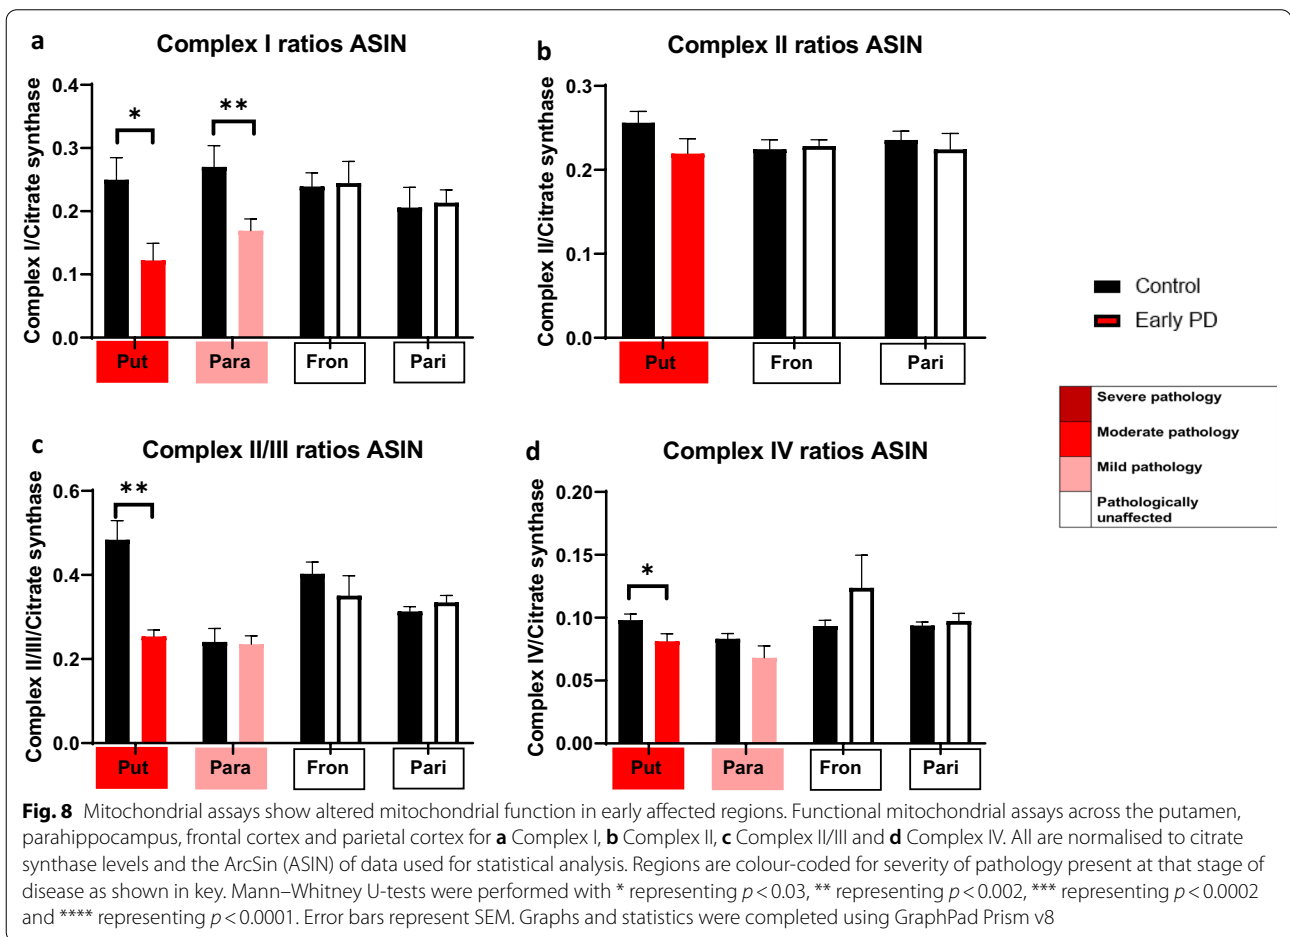 a
Complex I ratios ASIN
Complex I/Citrate synthase
0.4
0.3
0.2
0.1
0.0
*
**
Put
Para
Fron
Pari
b
Complex II ratios ASIN
Complex II/Citrate synthase
0.3
0.2
0.1
0.0
Put
Fron
Pari
Control
Early PD
Severe pathology
Moderate pathology
Mild pathology
Pathologically
unaffected
c
Complex II/III ratios ASIN
Complex II/III/Citrate synthase
0.6
0.4
0.2
0.0
**
Put
Para
Fron
Pari
d
Complex IV ratios ASIN
Complex IV/Citrate synthase
0.20
0.15
0.10
0.05
0.00
*
Put
Para
Fron
Pari
Fig. 8 Mitochondrial assays show altered mitochondrial function in early affected regions. Functional mitochondrial assays across the putamen,
parahippocampus, frontal cortex and parietal cortex for a Complex I, b Complex II, c Complex II/III and d Complex IV. All are normalised to citrate
synthase levels and the ArcSin (ASIN) of data used for statistical analysis. Regions are colour-coded for severity of pathology present at that stage of
disease as shown in key. Mann–Whitney U-tests were performed with * representing p < 0.03, ** representing p < 0.002, *** representing p < 0.0002
and **** representing p < 0.0001. Error bars represent SEM. Graphs and statistics were completed using GraphPad Prism v8